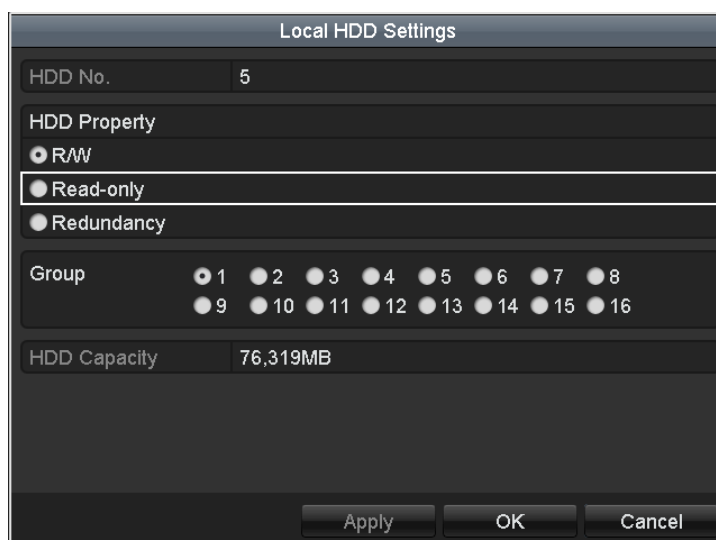 Local HDD Settings
HDD No. 5
HDD Property
R/W
Read-only
Redundancy
Group 1 2 3 4 5 6 7 8
9 10 11 12 13 14 15 16
HDD Capacity 76,319MB
Apply OK Cancel